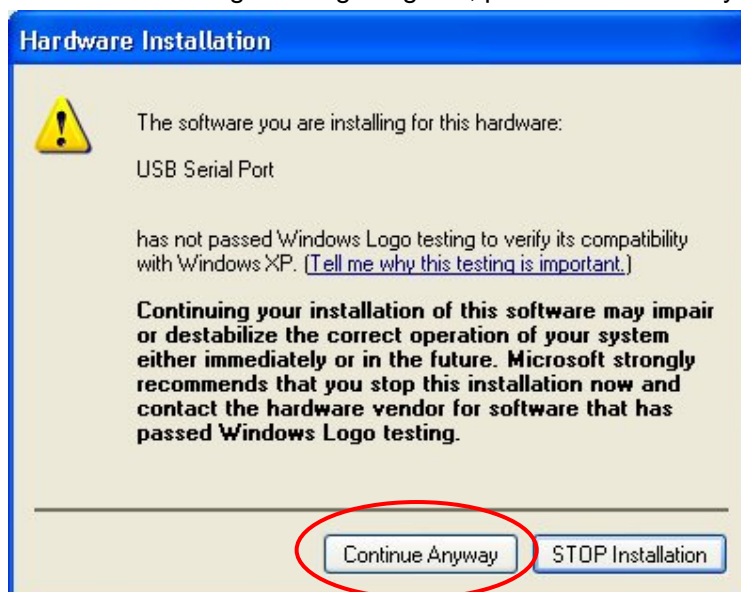 Hardware Installation
The software you are installing for this hardware:
USB Serial Port
has not passed Windows Logo testing to verify its compatibility
with Windows XP. (Tell me why this testing is important.)
Continuing your installation of this software may impair
or destabilize the correct operation of your system
either immediately or in the future. Microsoft strongly
recommends that you stop this installation now and
contact the hardware vendor for software that has
passed Windows Logo testing.
Continue Anyway STOP Installation